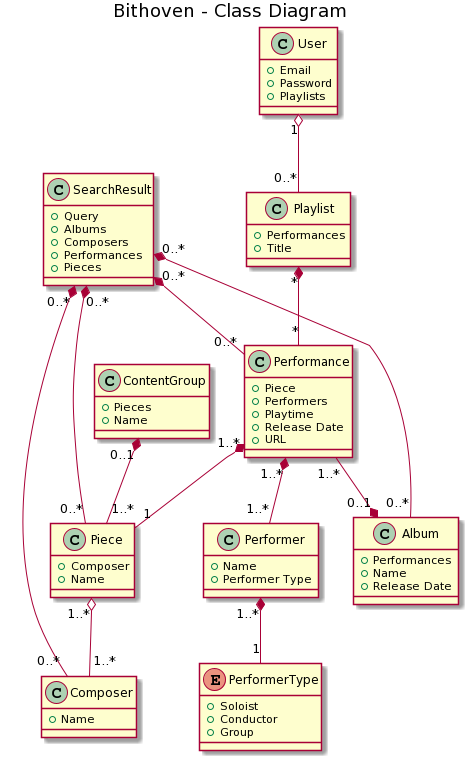 Bithoven - Class Diagram
C User
Email
Password
Playlists
1
0..*
C SearchResult
Query
Albums
Composers
Performances
Pieces
C Playlist
Performances
Title
0..*
0..*
0..*
0..*
*
*
0..*
C Performance
Piece
Performers
Playtime
Release Date
URL
C ContentGroup
Pieces
Name
0..1
1..*
1..*
1..*
0..*
1..*
1
1..*
0..1
0..*
C Piece
Composer
Name
C Performer
Name
Performer Type
C Album
Performances
Name
Release Date
1..*
1..*
0..*
1..*
1
C Composer
Name
E PerformerType
Soloist
Conductor
Group